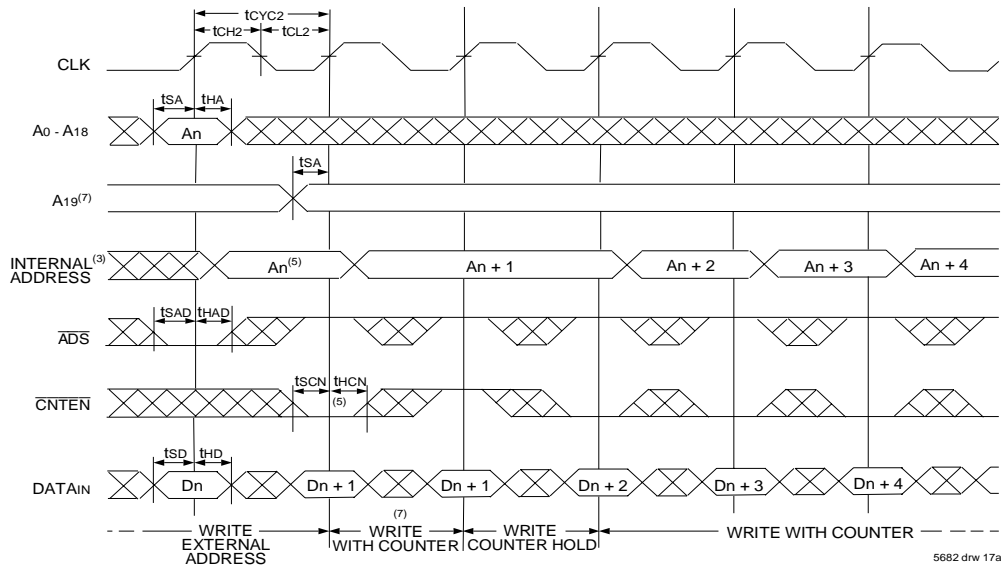 tCYC2
tCH2 tCL2
CLK
tSA tHA
A0 - A18 An
tSA
A19(7)
INTERNAL(3) An(5) An + 1 An + 2 An + 3 An + 4
ADDRESS
tSAD tHAD
ADS
tSCN tHCN
CNTEN (5)
tSD tHD
DATAIN Dn Dn + 1 Dn + 1 Dn + 2 Dn + 3 Dn + 4
(7)
WRITE WRITE WRITE WRITE WITH COUNTER
EXTERNAL WITH COUNTER COUNTER HOLD
ADDRESS
5682 drw 17a